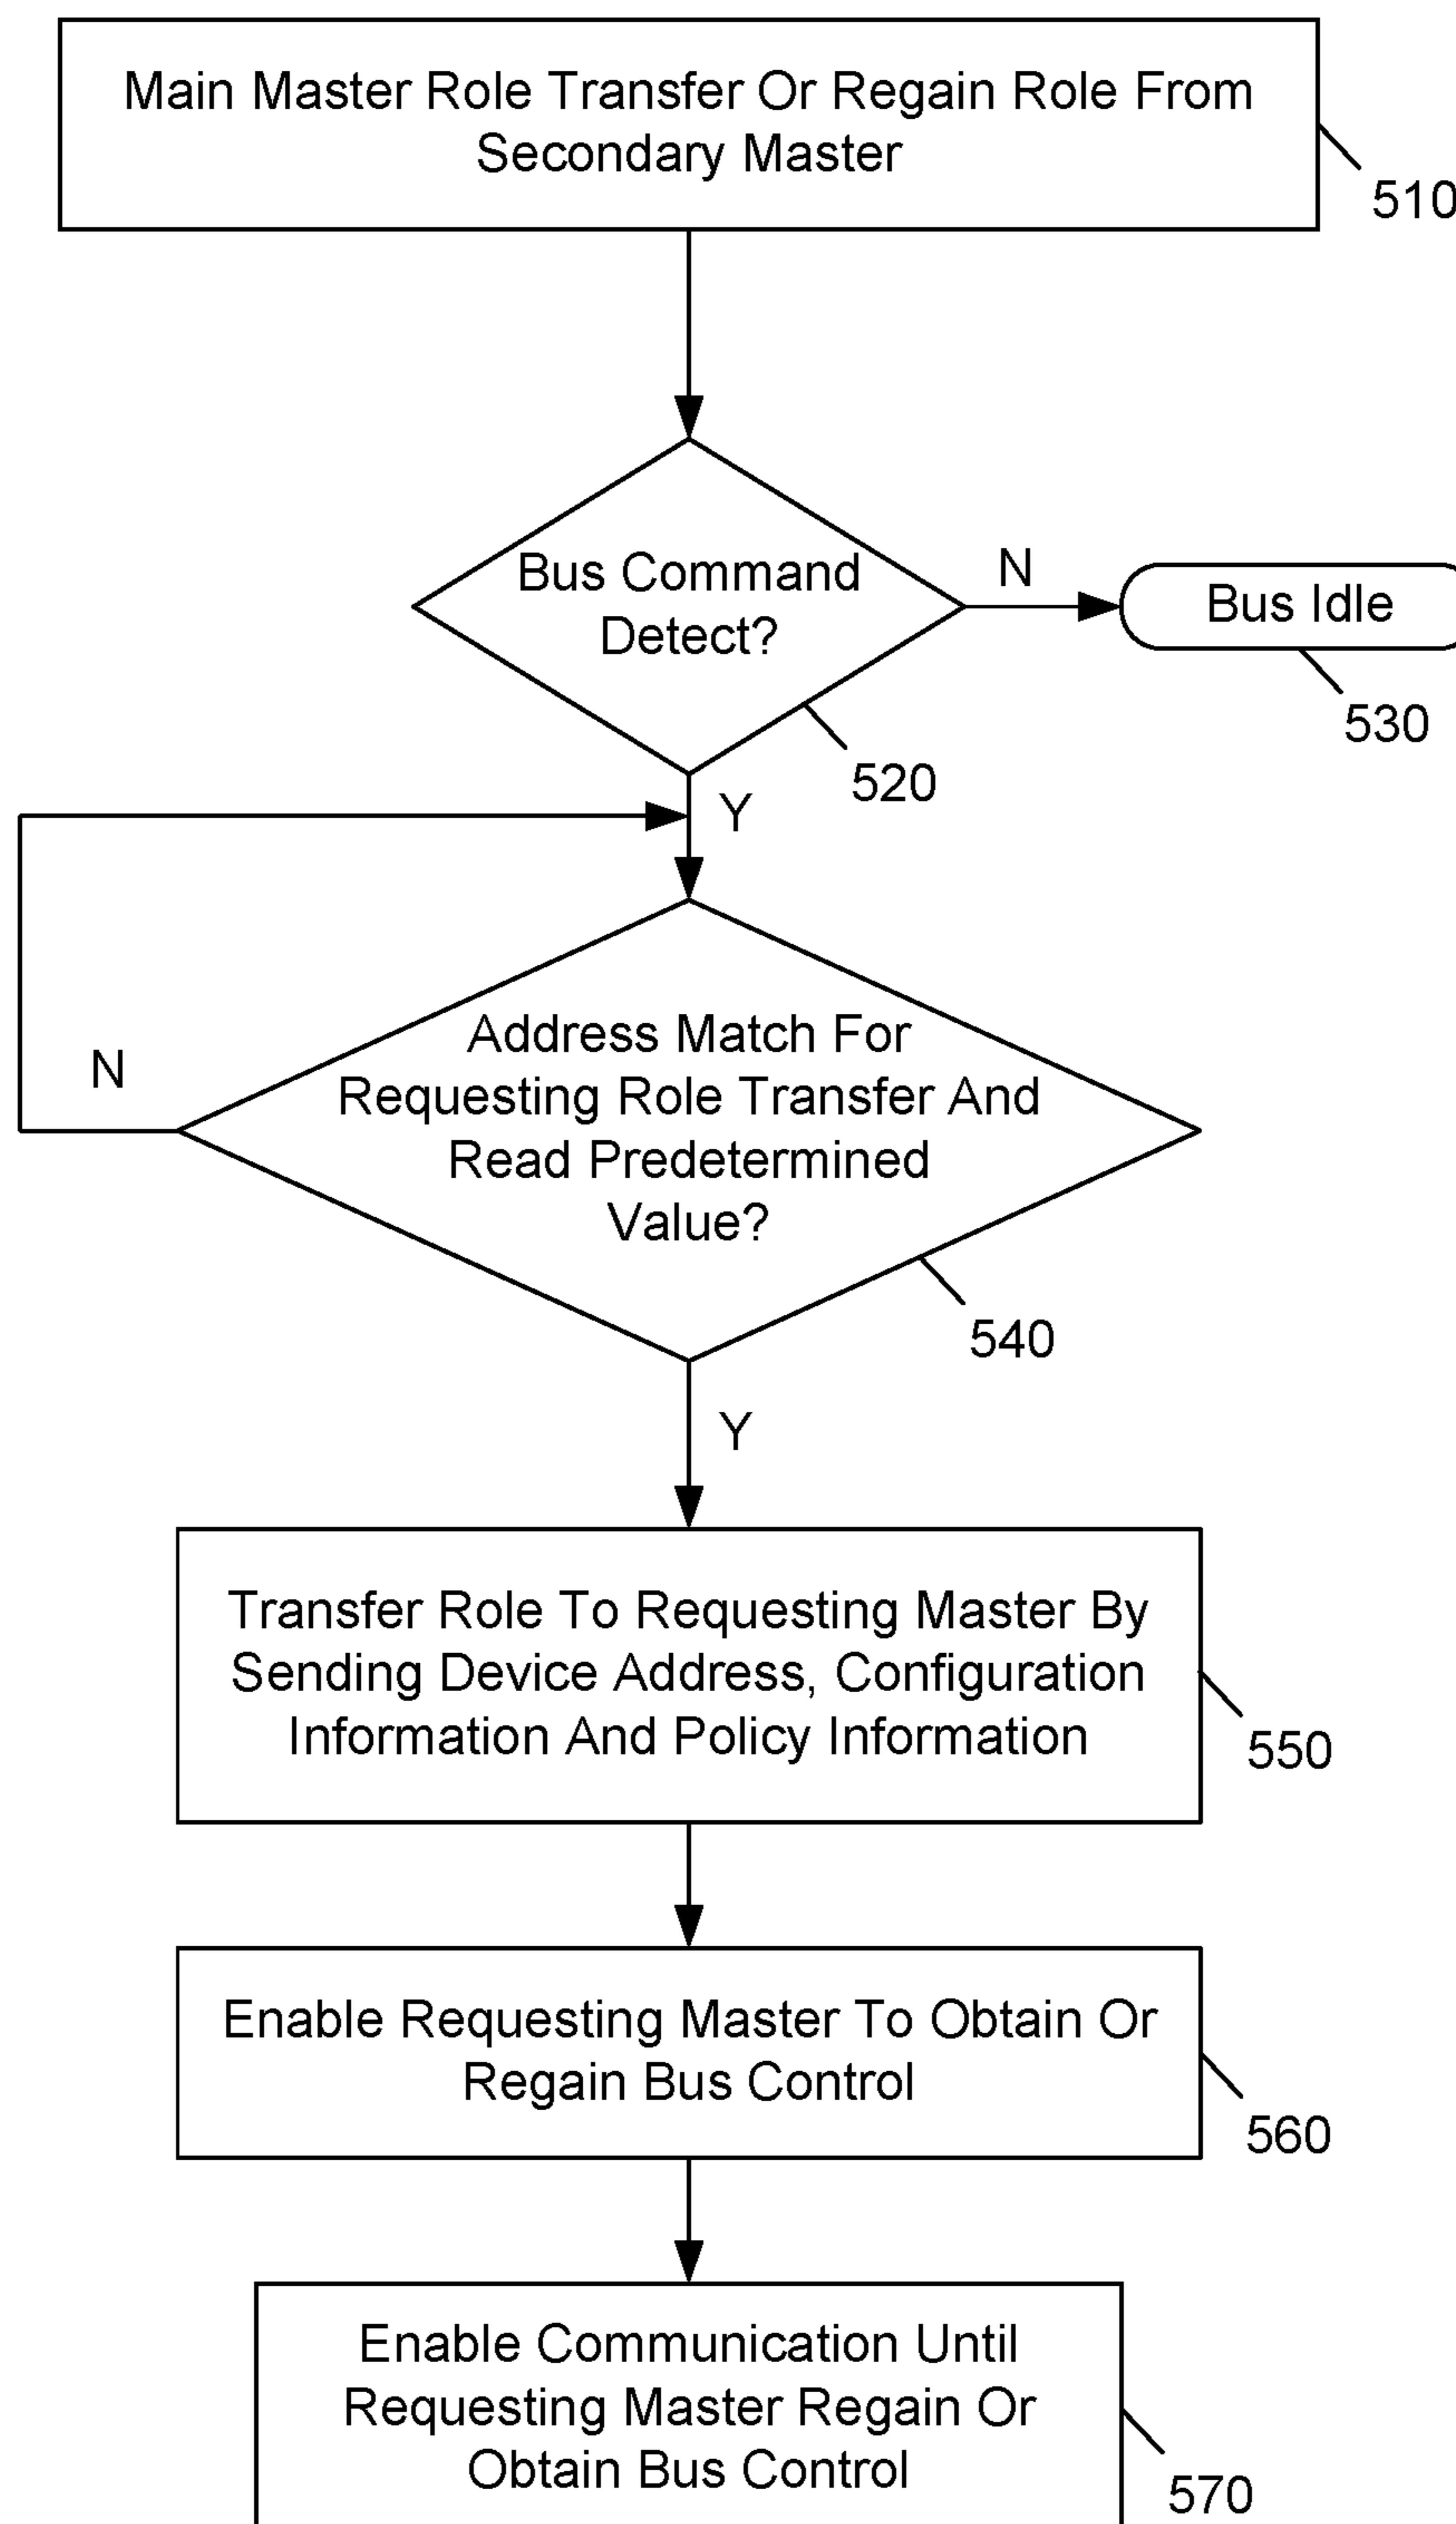 Main Master Role Transfer Or Regain Role From
Secondary Master
510
Bus Command
Detect?
N
Bus Idle
530
520
Y
Address Match For
Requesting Role Transfer And
Read Predetermined
Value?
N
540
Y
Transfer Role To Requesting Master By
Sending Device Address, Configuration
Information And Policy Information
550
Enable Requesting Master To Obtain Or
Regain Bus Control
560
Enable Communication Until
Requesting Master Regain Or
Obtain Bus Control
570